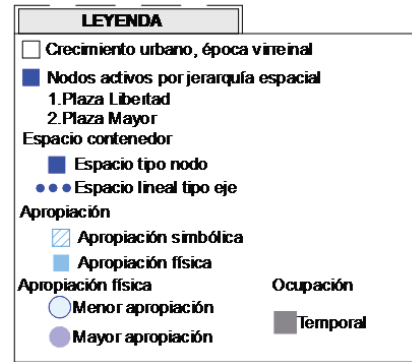 LEYENDA
Crecimiento urbano, época virreinal
Nodos activos por jerarquía espacial
1.Plaza Libertad
2.Plaza Mayor
Espacio contenedor
Espacio tipo nodo
Espacio lineal tipo eje
Apropiación
Apropiación simbólica
Apropiación física
Apropiación física Ocupación
Menor apropiación
Temporal
Mayor apropiación